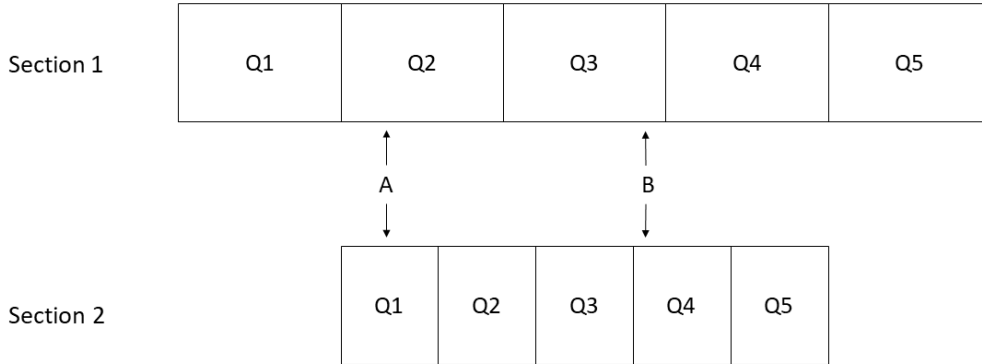 Section 1 Q1 Q2 Q3 Q4 Q5
A B
Section 2 Q1 Q2 Q3 Q4 Q5